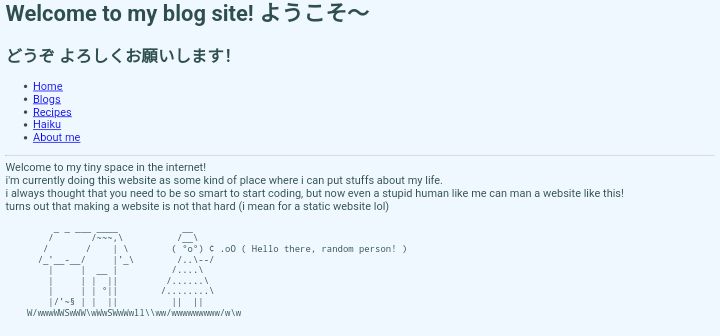 Welcome to my blog site! ようこそ〜
どうぞ よろしくお願いします!
Home
Blogs
Recipes
Haiku
About me
Welcome to my tiny space in the internet!
i'm currently doing this website as some kind of place where i can put stuffs about my life.
i always thought that you need to be so smart to start coding, but now even a stupid human like me can man a website like this!
turns out that making a website is not that hard (i mean for a static website lol)
( °o°) ¢ .oO ( Hello there, random person! )